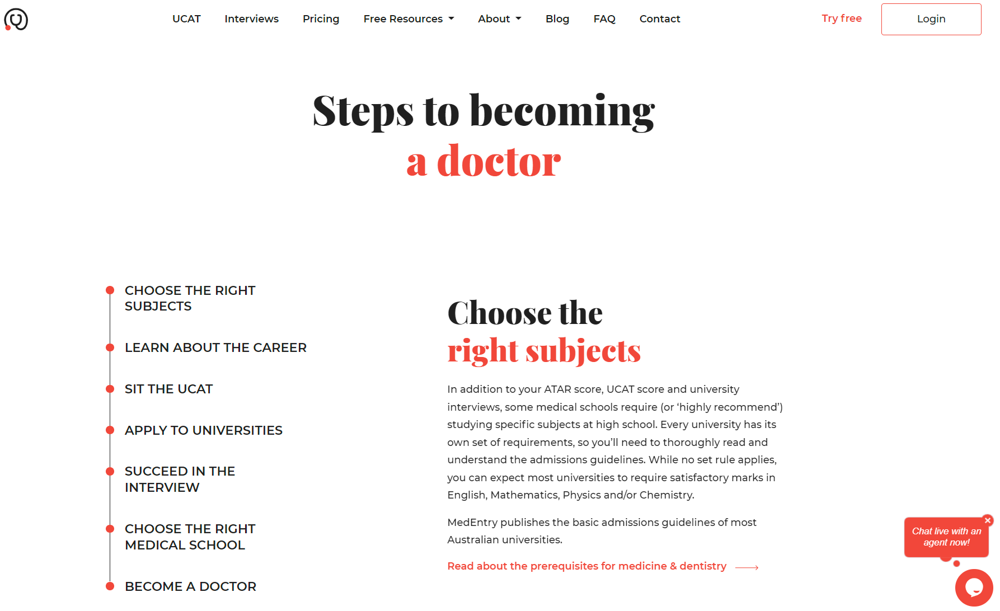 UCAT
Interviews
Pricing
Free Resources
About
Blog
FAQ
Contact
Try free
Login
Steps to becoming
a doctor
CHOOSE THE RIGHT
SUBJECTS
LEARN ABOUT THE CAREER
SIT THE UCAT
APPLY TO UNIVERSITIES
SUCCEED IN THE
INTERVIEW
CHOOSE THE RIGHT
MEDICAL SCHOOL
BECOME A DOCTOR
Choose the
right subjects
In addition to your ATAR score, UCAT score and university
interviews, some medical schools require (or ‘highly recommend’)
studying specific subjects at high school. Every university has its
own set of requirements, so you’ll need to thoroughly read and
understand the admissions guidelines. While no set rule applies,
you can expect most universities to require satisfactory marks in
English, Mathematics, Physics and/or Chemistry.
MedEntry publishes the basic admissions guidelines of most
Australian universities.
Read about the prerequisites for medicine & dentistry
Chat live with an
agent now!